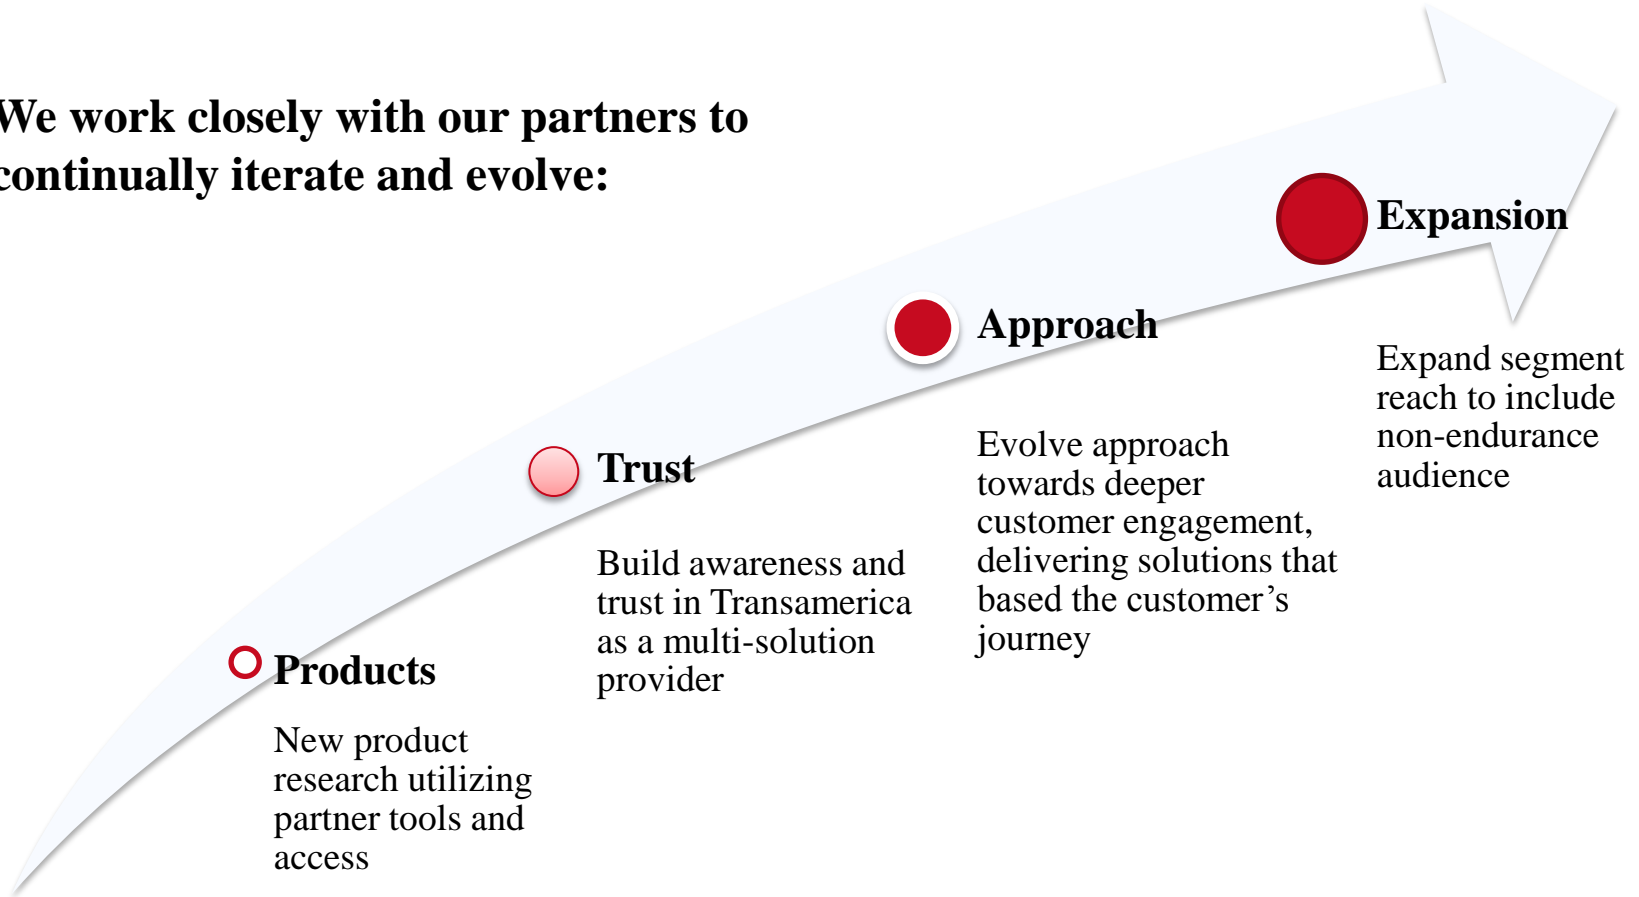 We work closely with our partners to
continually iterate and evolve:
Products
New product
research utilizing
partner tools and
access
Trust
Build awareness and
trust in Transamerica
as a multi-solution
provider
Approach
Evolve approach
towards deeper
customer engagement,
delivering solutions that
based the customer’s
journey
Expansion
Expand segment
reach to include
non-endurance
audience